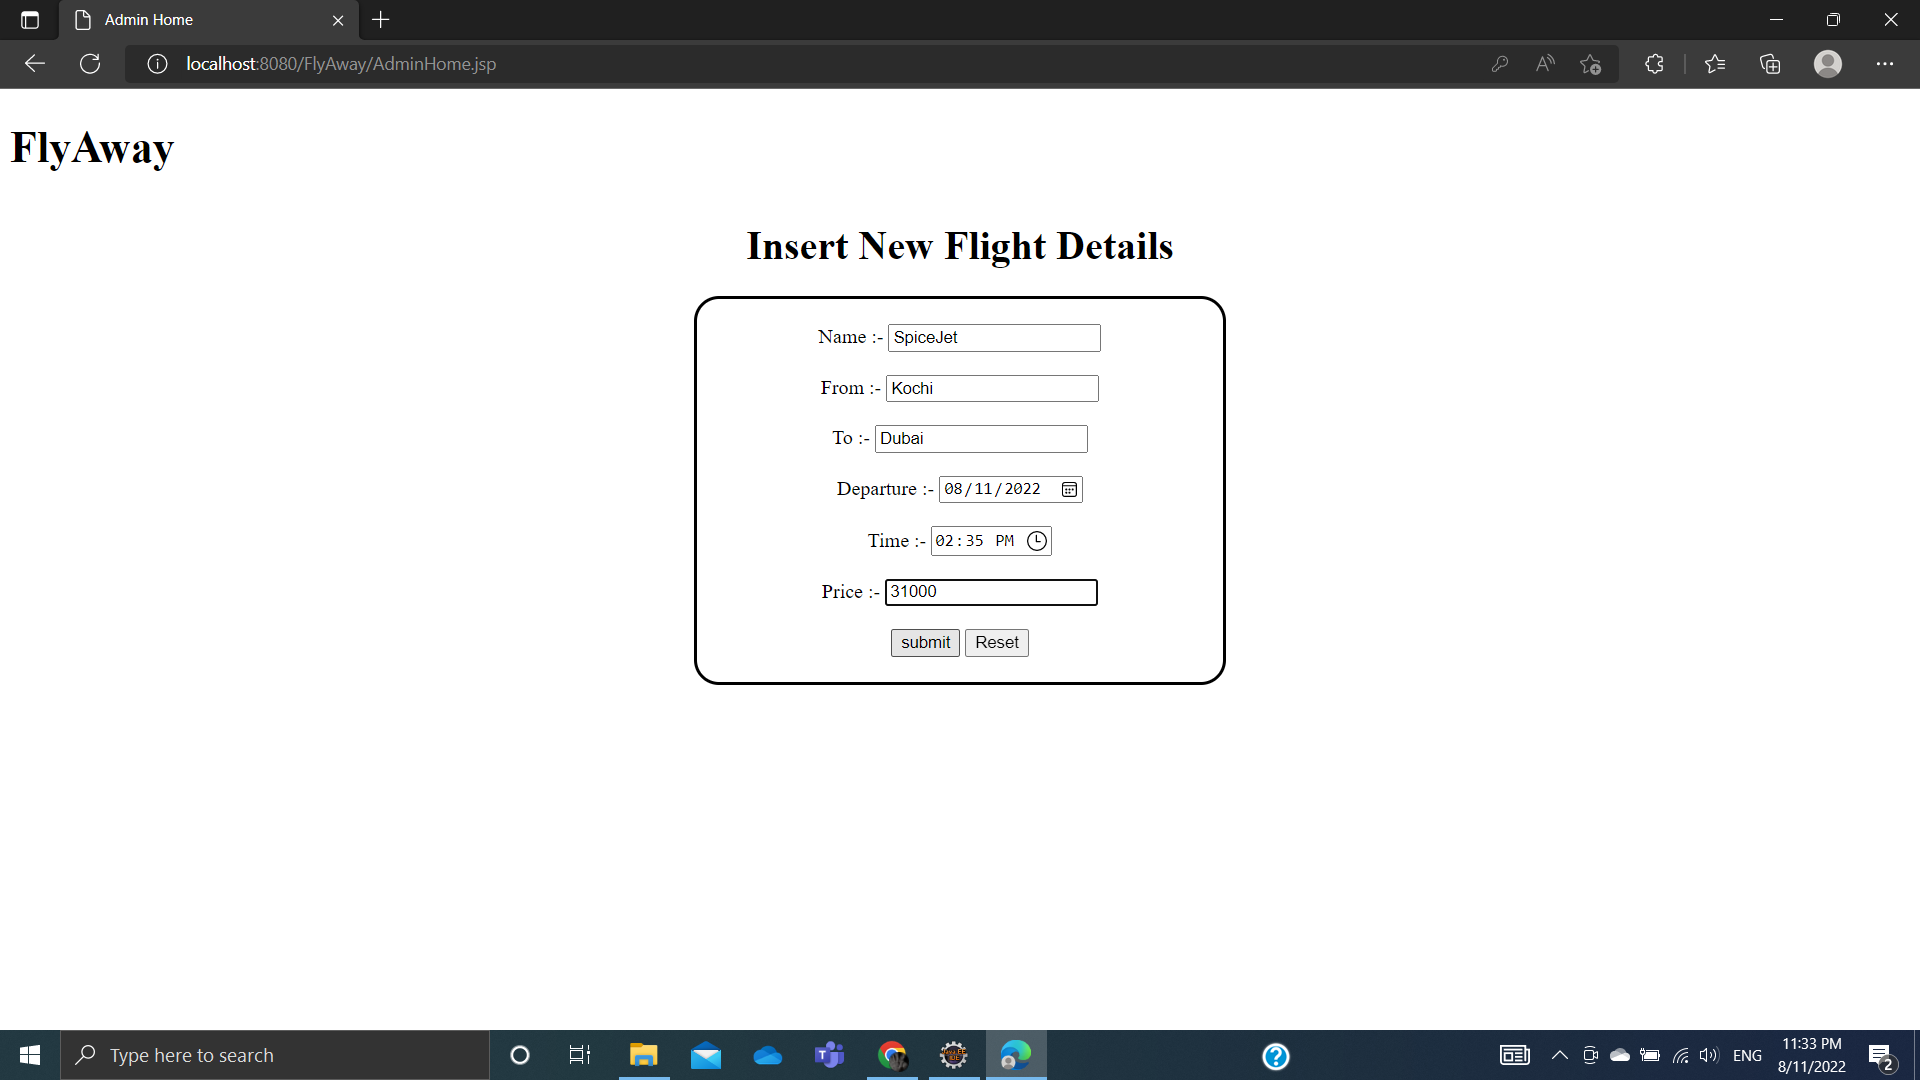 Admin Home
localhost:8080/FlyAway/AdminHome.jsp
FlyAway
Insert New Flight Details
Name :- SpiceJet
From :- Kochi
To :- Dubai
Departure :- 08/11/2022
Time :- 02:35 PM
Price :- 31000
submit Reset
Type here to search
ENG
11:33 PM
8/11/2022
2